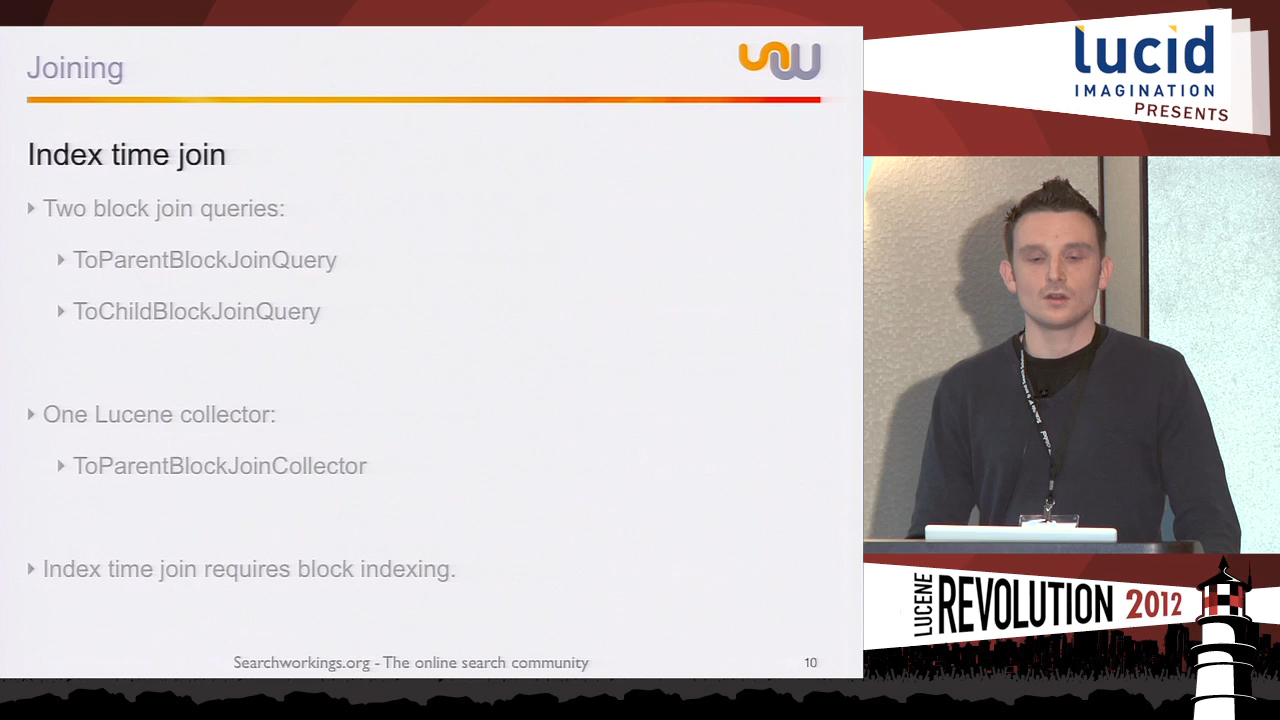 Joining
Index time join
Two block join queries:
ToParentBlockJoinQuery
ToChildBlockJoinQuery
One Lucene collector:
ToParentBlockJoinCollector
Index time join requires block indexing.
Searchworkings.org - The online search community
10
lucid
IMAGINATION
PRESENTS
LUCENE
REVOLUTION 2012